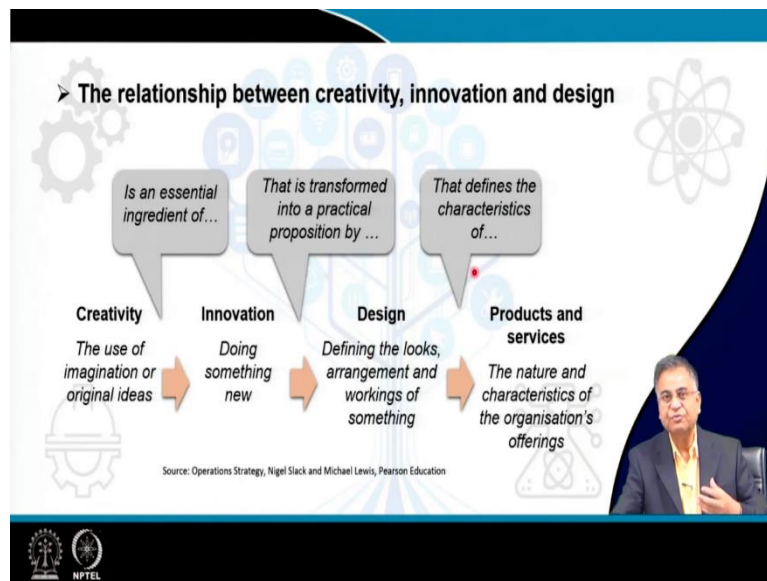 ➢ The relationship between creativity, innovation and design
Is an essential
ingredient of…
That is transformed
into a practical
proposition by …
That defines the
characteristics
of…
Creativity
The use of
imagination or
original ideas
Innovation
Doing
something
new
Design
Defining the looks,
arrangement and
workings of
something
Products and
services
The nature and
characteristics of
the organisation's
offerings
Source: Operations Strategy, Nigel Slack and Michael Lewis, Pearson Education
NPTEL